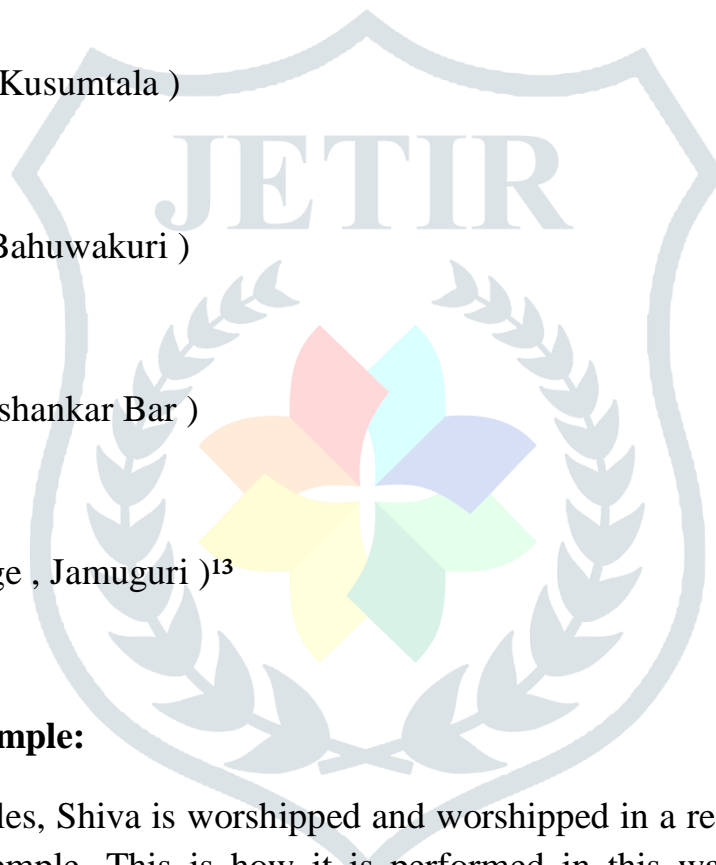 Kusumtala )
JETIR
Bahuwakuri )
shankar Bar )
ge , Jamuguri )¹³
mple:
les, Shiva is worshipped and worshipped in a re
emple. This is how it is performed in this wa